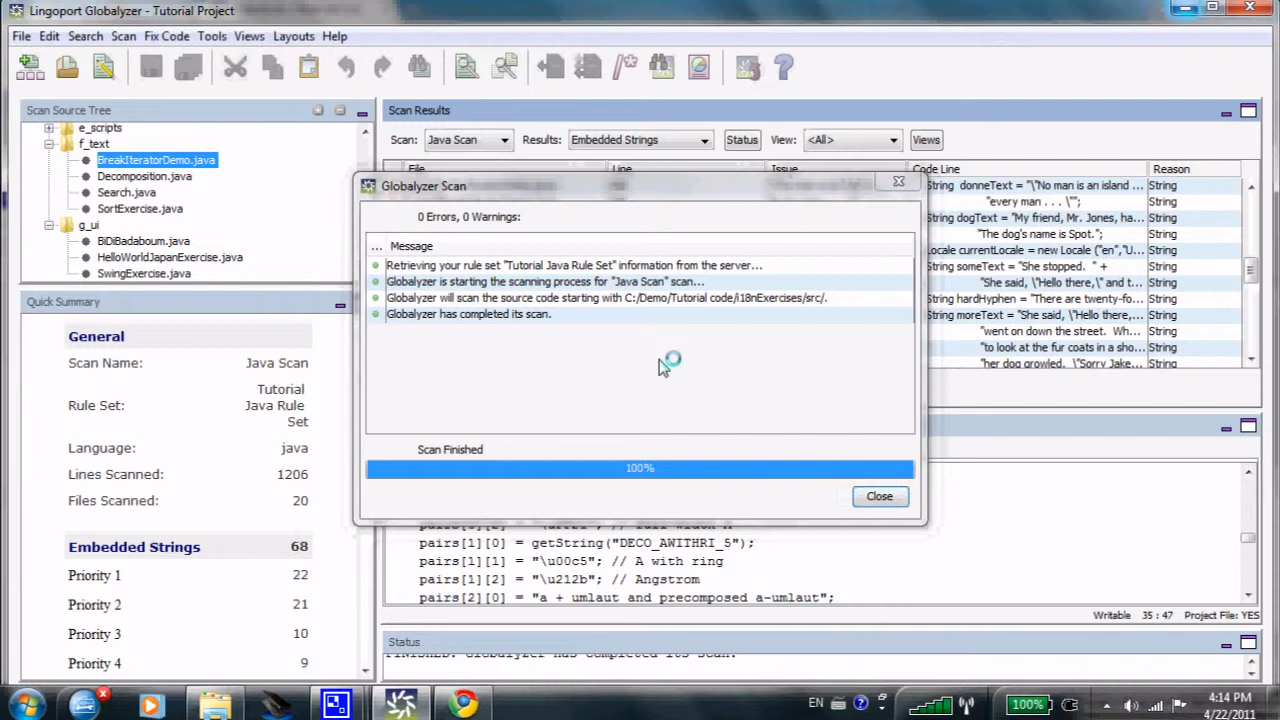 Lingoport Globalyzer - Tutorial Project
File Edit Search Scan Fix Code Tools Views Layouts Help
Scan Source Tree
e_scripts
f_text
BreakIteratorDemo.java
Decomposition.java
Search.java
SortExercise.java
g_ui
BiDiBadaboum.java
HelloWorldJapanExercise.java
SwingExercise.java
Quick Summary
General
Scan Name: Java Scan
Rule Set: Tutorial Java Rule Set
Language: java
Lines Scanned: 1206
Files Scanned: 20
Embedded Strings 68
Priority 1 22
Priority 2 21
Priority 3 10
Priority 4 9
Scan Results
Scan: Java Scan Results: Embedded Strings Status View: <All> Views
File Line Issue Code Line Reason
String donneText = "\"No man is an island ... String
"every man . . . \""; String
String dogText = "My friend, Mr. Jones, ha... String
"The dog's name is Spot."; String
Locale currentLocale = new Locale ("en","U... String
String someText = "She stopped. " + String
"She said, \"Hello there,\" and t... String
String hardHyphen = "There are twenty-fo... String
String moreText = "She said, \"Hello there,... String
"went on down the street. Wh... String
"to look at the fur coats in a sho... String
"her dog growled. \"Sorry Jake... String
Globalyzer Scan
0 Errors, 0 Warnings:
... Message
Retrieving your rule set "Tutorial Java Rule Set" information from the server...
Globalyzer is starting the scanning process for "Java Scan" scan...
Globalyzer will scan the source code starting with C:/Demo/Tutorial code/i18nExercises/src/.
Globalyzer has completed its scan.
Scan Finished
100%
Close
pairs[1][0] = getString("DECO_AWITHRI_5");
pairs[1][1] = "\u00c5"; // A with ring
pairs[1][2] = "\u212b"; // Angstrom
pairs[2][0] = "a + umlaut and precomposed a-umlaut";
Writable 35 : 47 Project File: YES
Status
FINISHED: Globalyzer has completed its scan.
EN 100% 4:14 PM
4/22/2011